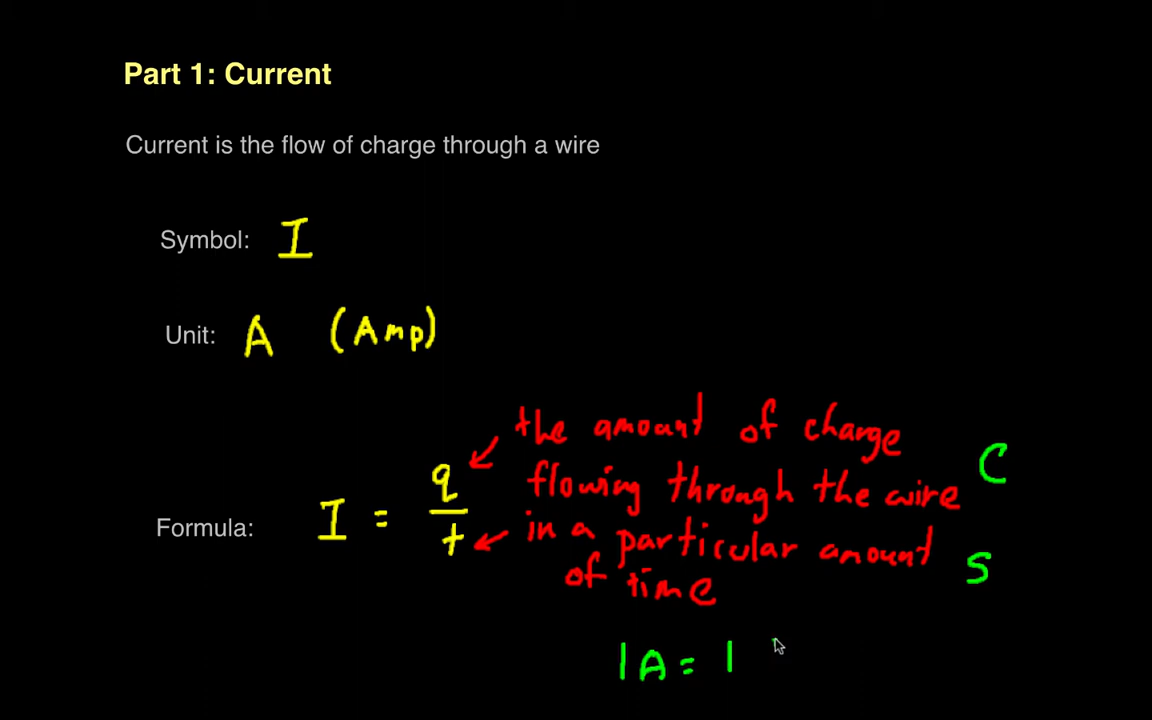 Part 1: Current
Current is the flow of charge through a wire
Symbol: I
Unit: A (Amp)
the amount of charge
flowing through the wire C
Formula: I = q/t
in a particular amount
of time S
1A = 1